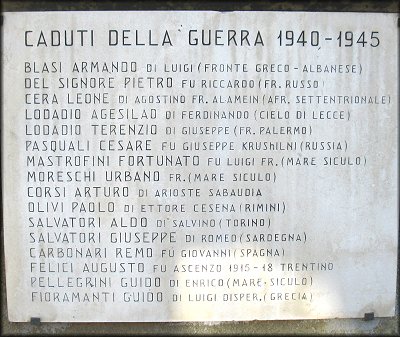 CADUTI DELLA GUERRA 1940-1945
BLASI ARMANDO DI LUIGI (FRONTE GRECO-ALBANESE)
DEL SIGNORE PIETRO FU RICCARDO (FR. RUSSO)
CERA LEONE DI AGOSTINO FR. ALAMEIN (AFR. SETTENTRIONALE)
LODADIO AGESILAO DI FERDINANDO (CIELO DI LECCE)
LODADIO TERENZIO DI GIUSEPPE (FR. PALERMO)
PASQUALI CESARE FU GIUSEPPE KRUSHILNI (RUSSIA)
MASTROFINI FORTUNATO FU LUIGI FR. (MARE SICULO)
MORESCHI URBANO FR. (MARE SICULO)
CORSI ARTURO DI ARIOSTE SABAUDIA
OLIVI PAOLO DI ETTORE CESENA (RIMINI)
SALVATORI ALDO DI SALVINO (TORINO)
SALVATORI GIUSEPPE DI ROMEO (SARDEGNA)
CARBONARI REMO FU GIOVANNI (SPAGNA)
FELICI AUGUSTO FU ASCENZO 1915-18 TRENTINO
PELLEGRINI GUIDO DI ENRICO (MARE SICULO)
FIORAMANTI GUIDO DI LUIGI DISPER. (GRECIA)